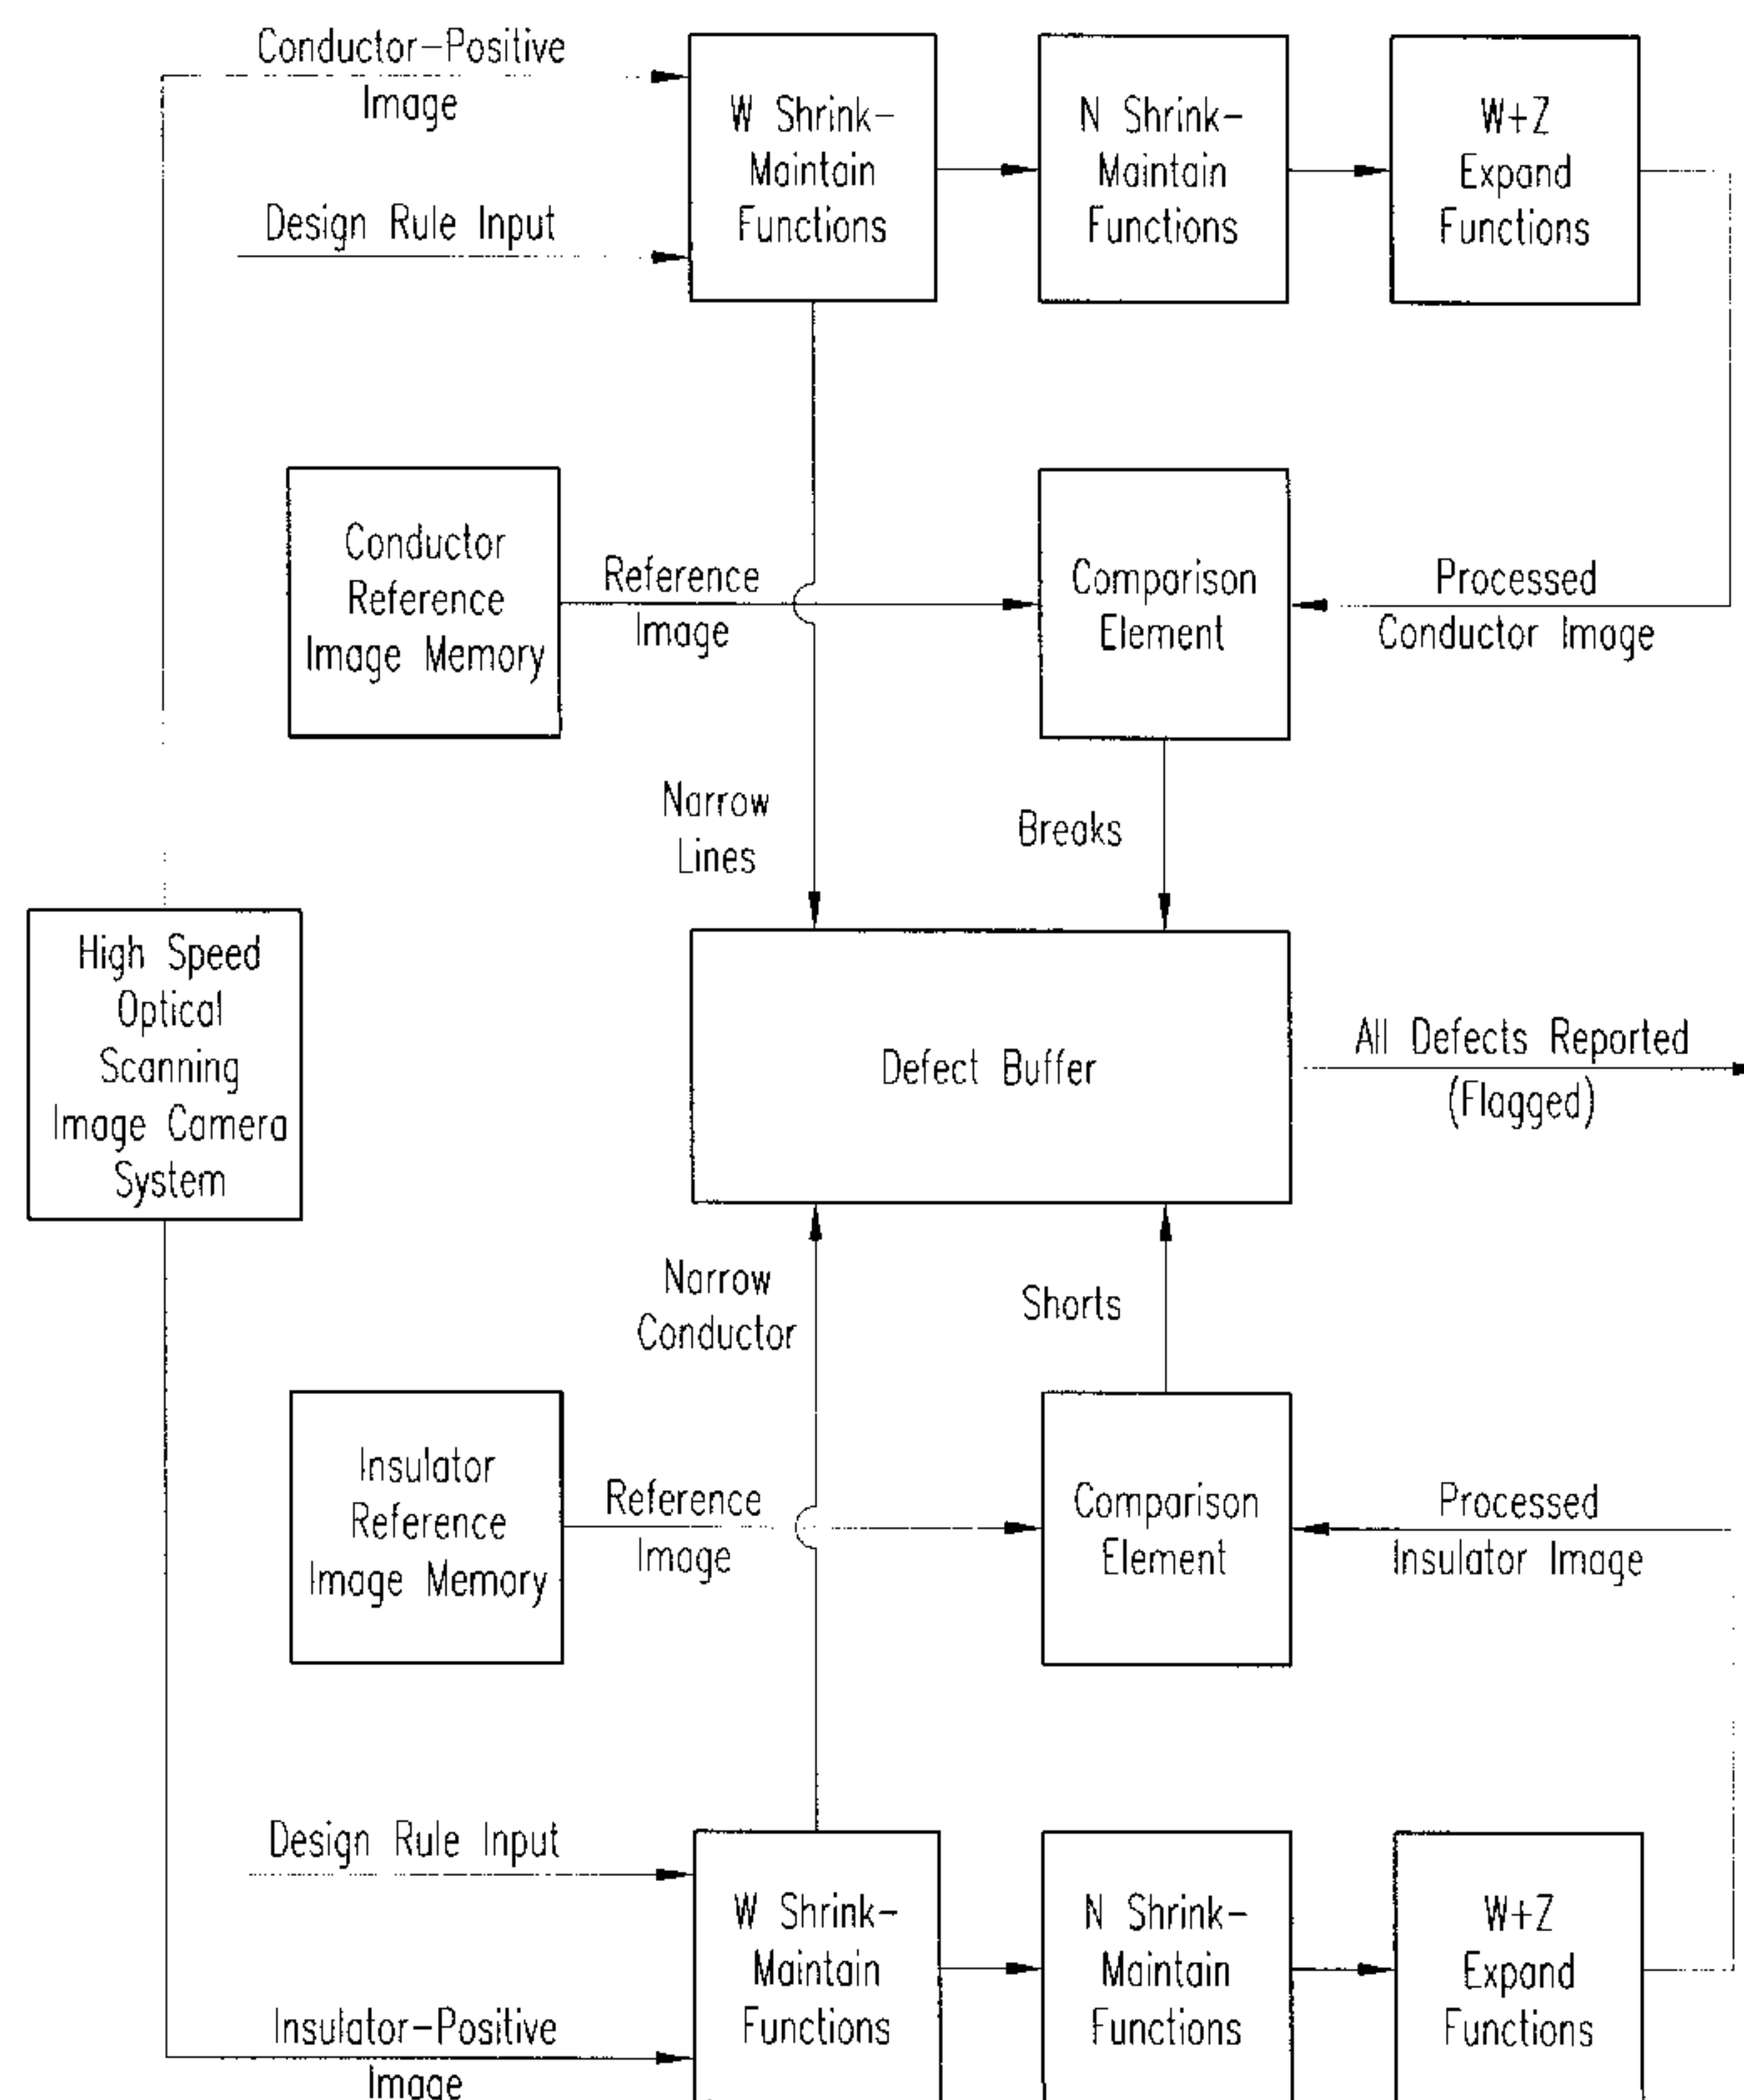 Conductor-Positive
Image
W Shrink-
Maintain
Functions
N Shrink-
Maintain
Functions
W+Z
Expand
Functions
Design Rule Input
Conductor
Reference
Image Memory
Reference
Image
Comparison
Element
Processed
Conductor Image
Narrow
Lines
Breaks
High Speed
Optical
Scanning
Image Camera
System
Defect Buffer
All Defects Reported
(Flagged)
Narrow
Conductor
Shorts
Insulator
Reference
Image Memory
Reference
Image
Comparison
Element
Processed
Insulator Image
Design Rule Input
W Shrink-
Maintain
Functions
N Shrink-
Maintain
Functions
W+Z
Expand
Functions
Insulator-Positive
Image